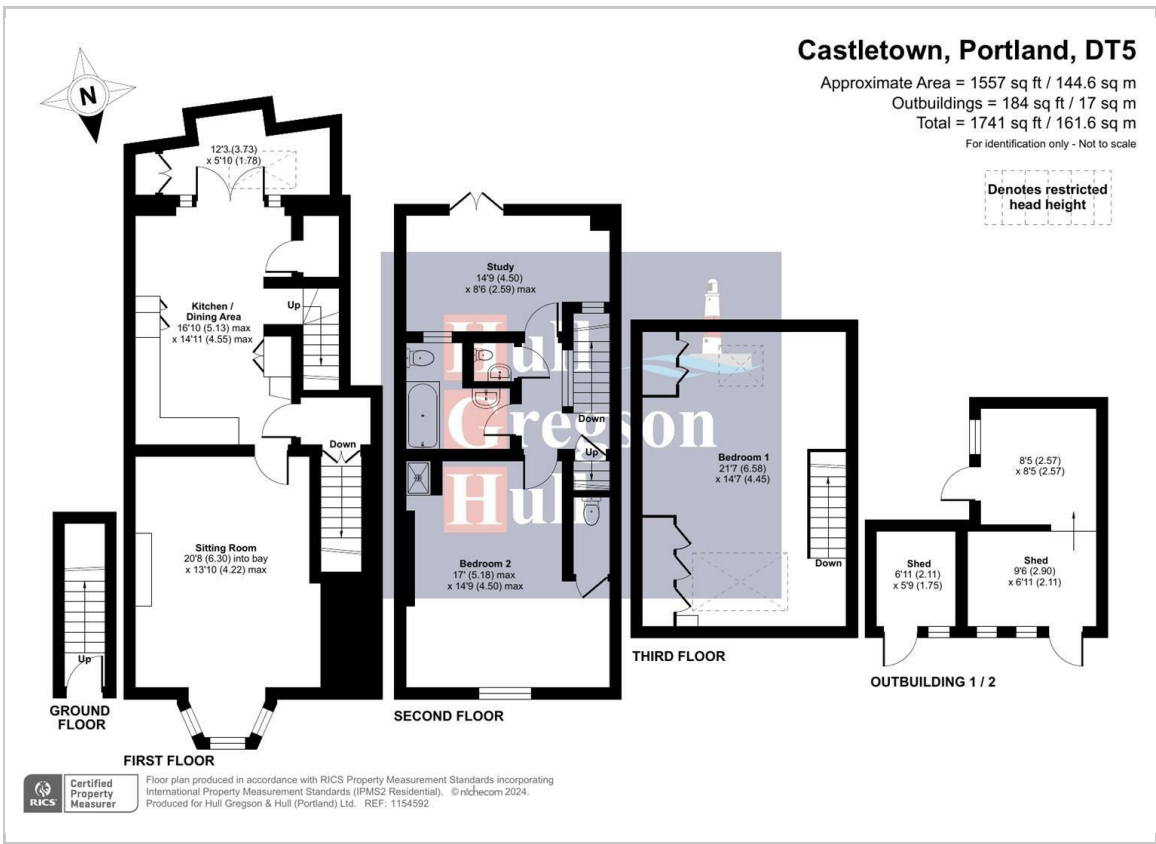 Castletown, Portland, DT5
Approximate Area = 1557 sq ft / 144.6 sq m
Outbuildings = 184 sq ft / 17 sq m
Total = 1741 sq ft / 161.6 sq m
For identification only - Not to scale
Denotes restricted
head height
N
12'3 (3.73)
x 5'10 (1.78)
Kitchen /
Dining Area
16'10 (5.13) max
x 14'11 (4.55) max
Up
Down
Sitting Room
20'8 (6.30) into bay
x 13'10 (4.22) max
Up
GROUND
FLOOR
FIRST FLOOR
Study
14'9 (4.50)
x 8'6 (2.59) max
Down
Up
Bedroom 2
17' (5.18) max
x 14'9 (4.50) max
SECOND FLOOR
Hull
Gregson
Hull
Bedroom 1
21'7 (6.58)
x 14'7 (4.45)
Down
THIRD FLOOR
8'5 (2.57)
x 8'5 (2.57)
Shed
6'11 (2.11)
x 5'9 (1.75)
Shed
9'6 (2.90)
x 6'11 (2.11)
OUTBUILDING 1 / 2
RICS
Certified
Property
Measurer
Floor plan produced in accordance with RICS Property Measurement Standards incorporating
International Property Measurement Standards (IPMS2 Residential). © nichecom 2024.
Produced for Hull Gregson & Hull (Portland) Ltd. REF: 1154592